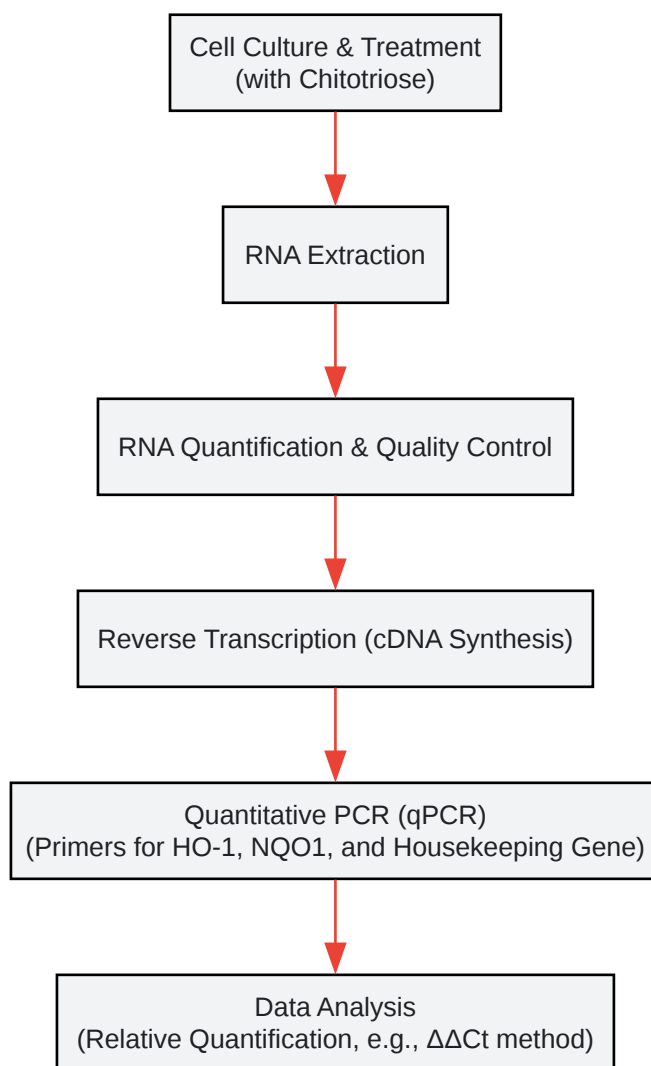 Cell Culture & Treatment
(with Chitotriose)
RNA Extraction
RNA Quantification & Quality Control
Reverse Transcription (cDNA Synthesis)
Quantitative PCR (qPCR)
(Primers for HO-1, NQO1, and Housekeeping Gene)
Data Analysis
(Relative Quantification, e.g., ΔΔCt method)